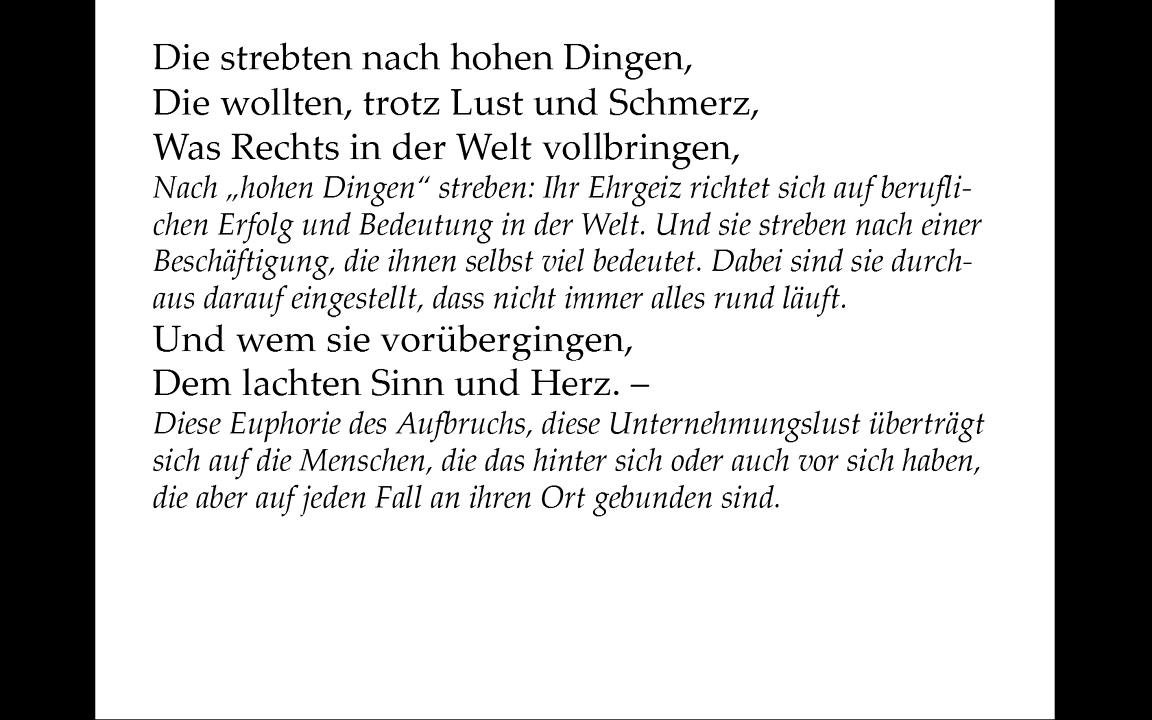 Die strebten nach hohen Dingen,
Die wollten, trotz Lust und Schmerz,
Was Rechts in der Welt vollbringen,
Nach „hohen Dingen“ streben: Ihr Ehrgeiz richtet sich auf berufli-
chen Erfolg und Bedeutung in der Welt. Und sie streben nach einer
Beschäftigung, die ihnen selbst viel bedeutet. Dabei sind sie durch-
aus darauf eingestellt, dass nicht immer alles rund läuft.
Und wem sie vorübergingen,
Dem lachten Sinn und Herz. –
Diese Euphorie des Aufbruchs, diese Unternehmungslust überträgt
sich auf die Menschen, die das hinter sich oder auch vor sich haben,
die aber auf jeden Fall an ihren Ort gebunden sind.